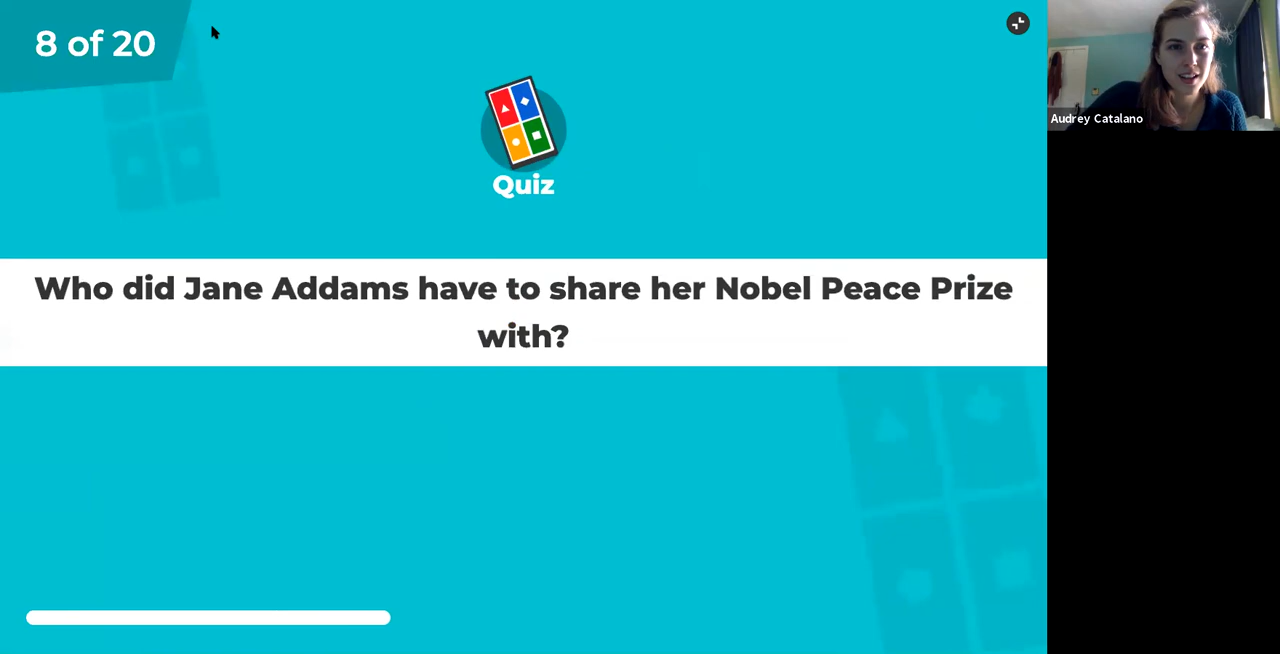 8 of 20
Quiz
Who did Jane Addams have to share her Nobel Peace Prize
with?
Audrey Catalano